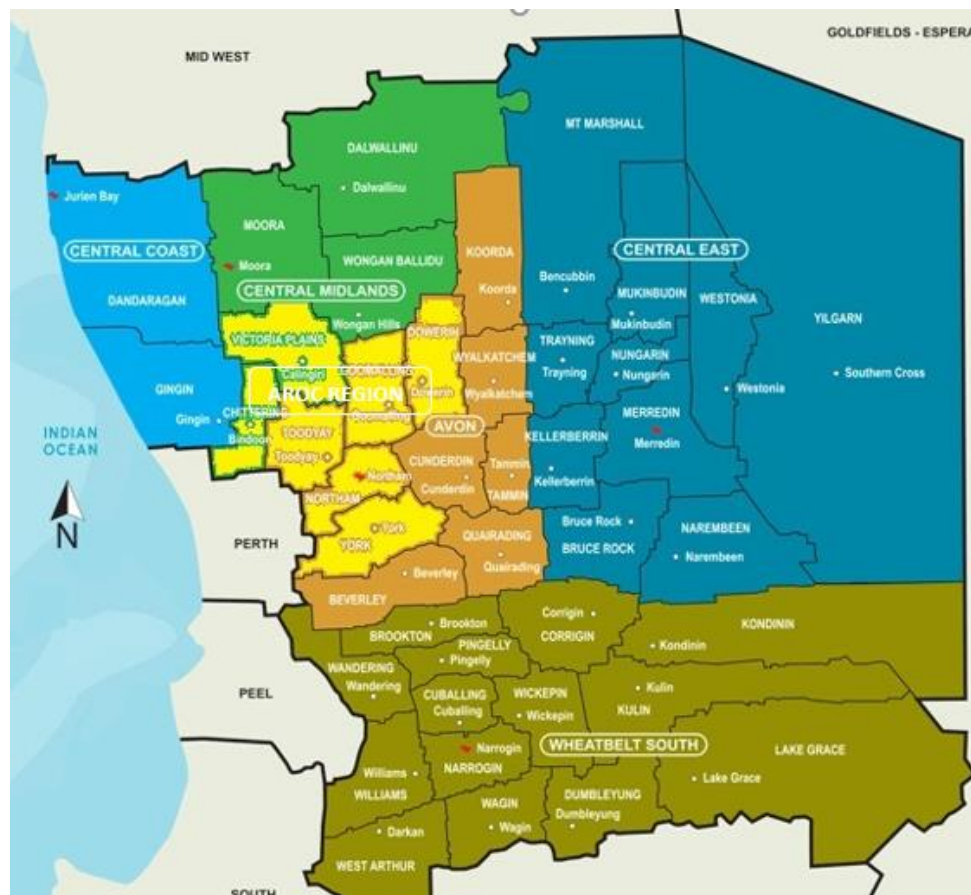 GOLDFIELDS - ESPERA
MID WEST
MT MARSHALL
DALWALLINU
Dalwallinu
Jurien Bay
MOORA
CENTRAL COAST
KOORDA
CENTRAL EAST
WONGAN BALLIDU
Moora
Bencubbin
CENTRAL MIDLANDS
Koorda
MUKINBUDIN
WESTONIA
DANDARAGAN
Mukinbudin
YILGARN
Wongan Hills
DOWERIN
VICTORIA PLAINS
TRAYNING
WYALKATCHEM
NUNGARIN
Calingiri
GOOMALLING
Trayning
Nungarin
Southern Cross
GINGIN
AROC REGION
Dowerin
Wyalkatchem
Westonia
CHITTERING
Goomalling
MERREDIN
Gingin
AVON
INDIAN
OCEAN
Bindoon
TOODYAY
KELLERBERRIN
Merredin
Toodyay
CUNDERDIN
Tammin
Northam
Kellerberrin
Cunderdin
TAMMIN
NORTHAM
Bruce Rock
NAREMBEEN
York
N
PERTH
YORK
QUAIRADING
BRUCE ROCK
Narembeen
Quairading
Beverley
BEVERLEY
Corrigin
Brookton
KONDININ
BROOKTON
CORRIGIN
PINGELLY
Kondinin
Pingelly
WANDERING
Wandering
PEEL
CUBALLING
WICKEPIN
Kulin
Cuballing
Wickepin
KULIN
Narrogin
WHEATBELT SOUTH
LAKE GRACE
NARROGIN
Williams
Lake Grace
WILLIAMS
WAGIN
DUMBLEYUNG
Dumbleyung
Wagin
Darkan
WEST ARTHUR
SOUTH